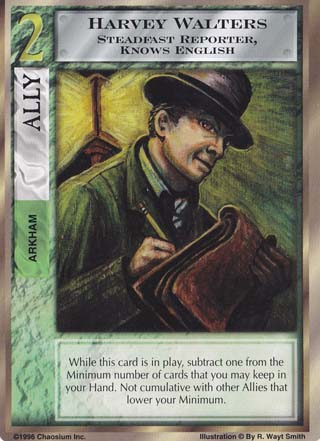 2
HARVEY WALTERS
STEADFAST REPORTER,
KNOWS ENGLISH
ALLY
ARKHAM
While this card is in play, subtract one from the
Minimum number of cards that you may keep in
your Hand. Not cumulative with other Allies that
lower your Minimum.
©1996 Chaosium Inc.
Illustration © By R. Wayt Smith